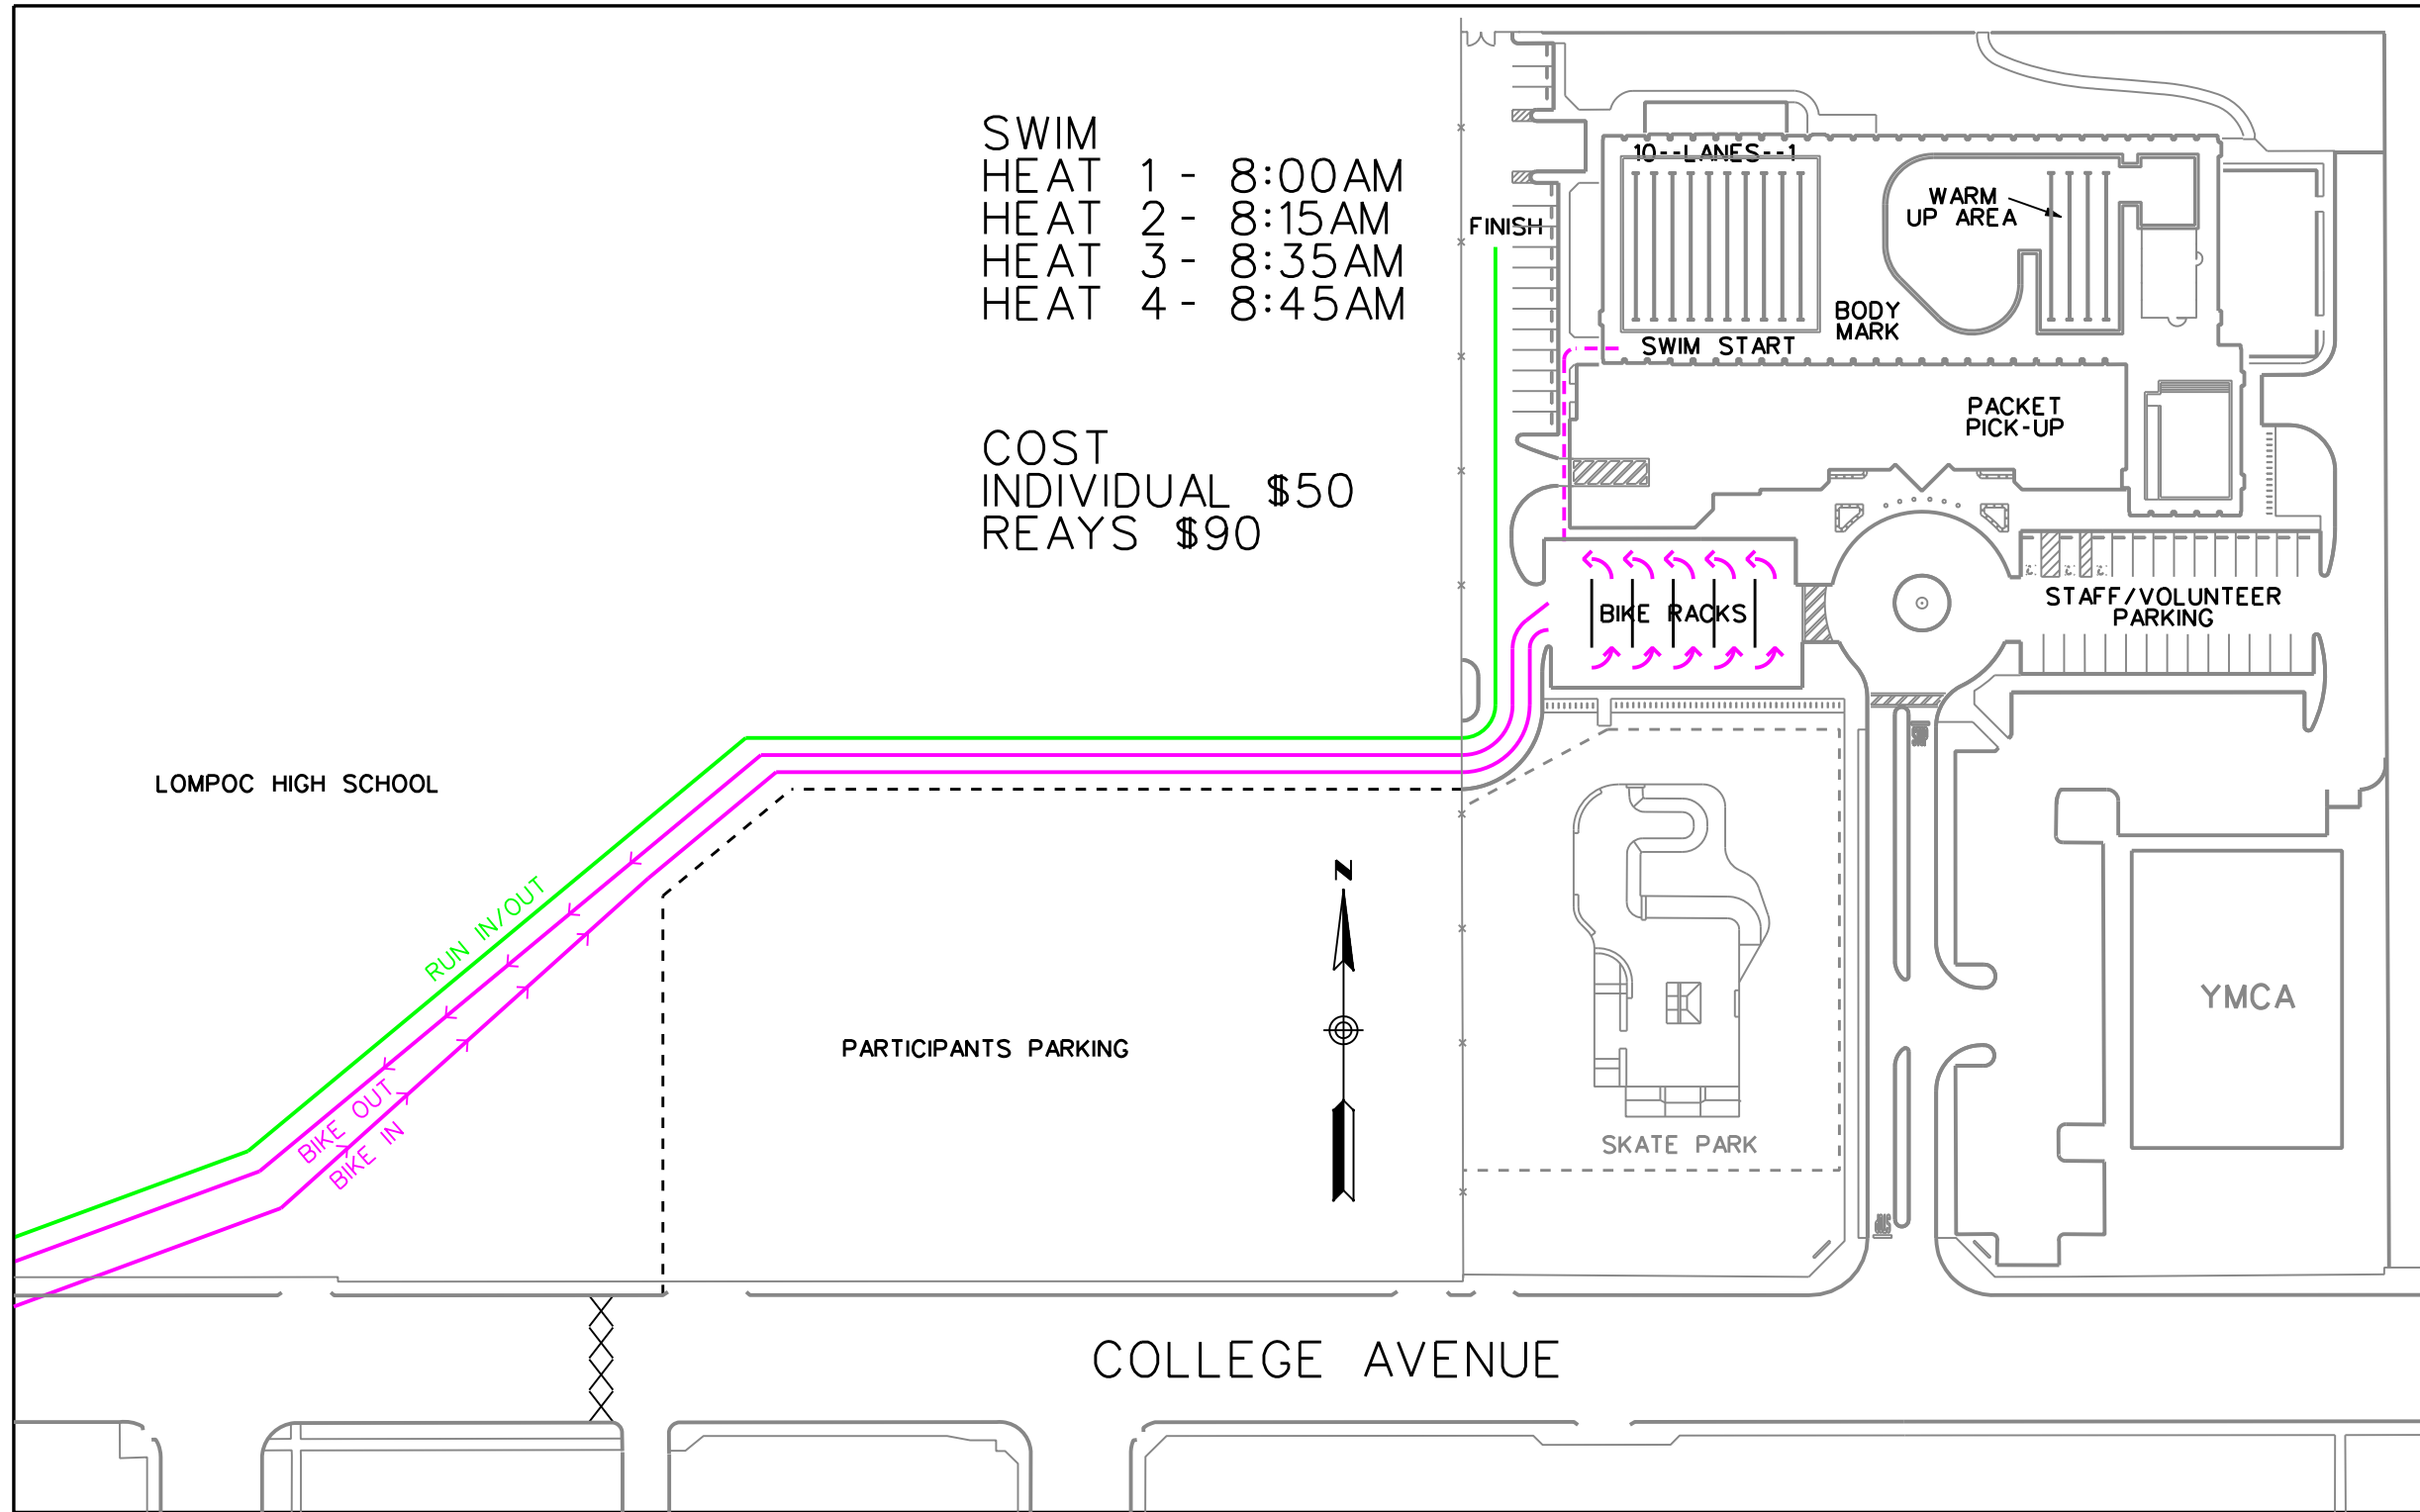 SWIM
HEAT 1 - 8:00AM
HEAT 2 - 8:15AM
HEAT 3 - 8:35AM
HEAT 4 - 8:45AM
COST
INDIVIDUAL $50
REAYS $90
10--LANES--1
WARM
UP AREA
FINISH
BODY
MARK
SWIM START
PACKET
PICK-UP
BIKE RACKS
STAFF/VOLUNTEER
PARKING
LOMPOC HIGH SCHOOL
RUN IN/OUT
BIKE OUT
BIKE IN
N
PARTICIPANTS PARKING
YMCA
SKATE PARK
COLLEGE AVENUE